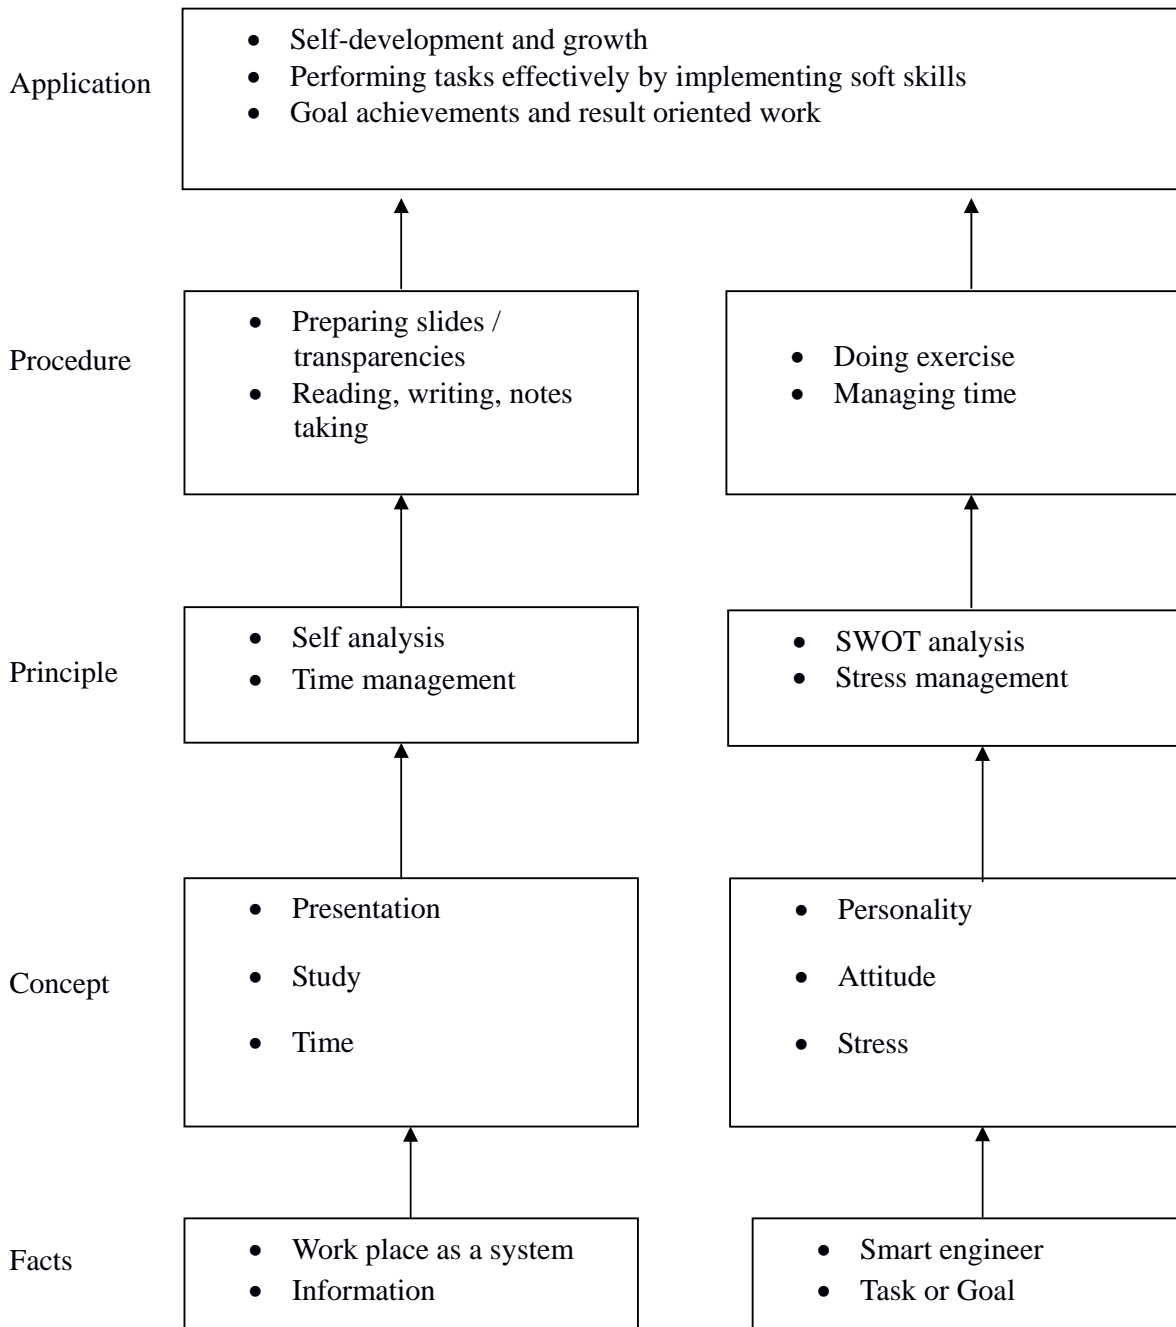 Application
• Self-development and growth
• Performing tasks effectively by implementing soft skills
• Goal achievements and result oriented work
Procedure
• Preparing slides /
transparencies
• Reading, writing, notes
taking
• Doing exercise
• Managing time
Principle
• Self analysis
• Time management
• SWOT analysis
• Stress management
Concept
• Presentation
• Study
• Time
• Personality
• Attitude
• Stress
Facts
• Work place as a system
• Information
• Smart engineer
• Task or Goal